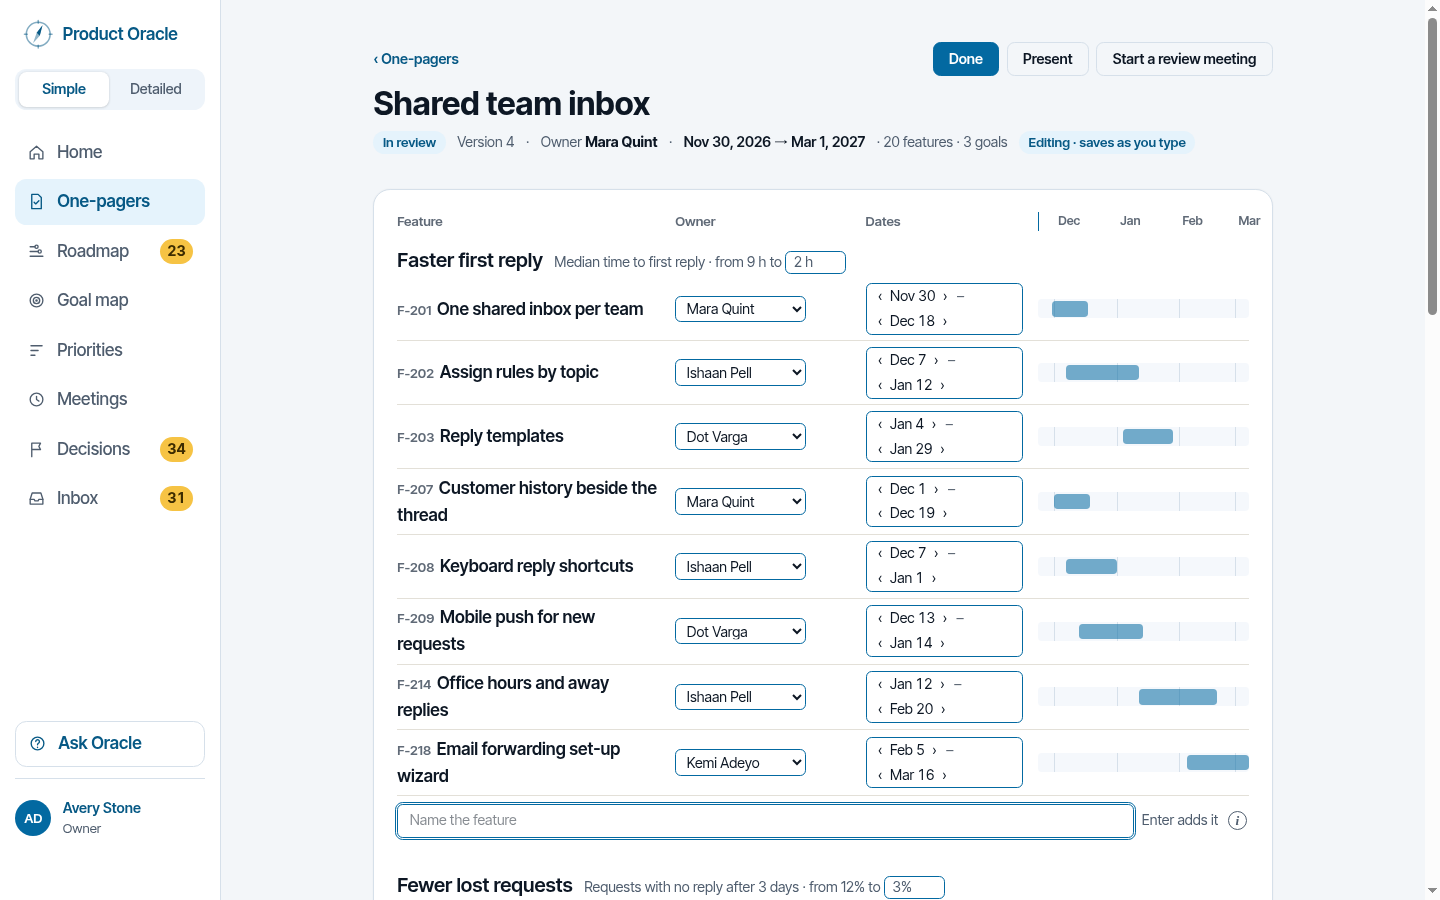 Product Oracle
Simple
Detailed
Home
One-pagers
Roadmap 23
Goal map
Priorities
Meetings
Decisions 34
Inbox 31
Ask Oracle
AD
Avery Stone
Owner
‹ One-pagers
Done
Present
Start a review meeting
Shared team inbox
In review Version 4 · Owner Mara Quint · Nov 30, 2026 → Mar 1, 2027 · 20 features · 3 goals Editing · saves as you type
Feature Owner Dates Dec Jan Feb Mar
Faster first reply Median time to first reply · from 9 h to 2 h
F-201 One shared inbox per team Mara Quint
‹ Nov 30 › –
‹ Dec 18 ›
F-202 Assign rules by topic Ishaan Pell
‹ Dec 7 › –
‹ Jan 12 ›
F-203 Reply templates Dot Varga
‹ Jan 4 › –
‹ Jan 29 ›
F-207 Customer history beside the
thread
Mara Quint
‹ Dec 1 › –
‹ Dec 19 ›
F-208 Keyboard reply shortcuts Ishaan Pell
‹ Dec 7 › –
‹ Jan 1 ›
F-209 Mobile push for new
requests
Dot Varga
‹ Dec 13 › –
‹ Jan 14 ›
F-214 Office hours and away
replies
Ishaan Pell
‹ Jan 12 › –
‹ Feb 20 ›
F-218 Email forwarding set-up
wizard
Kemi Adeyo
‹ Feb 5 › –
‹ Mar 16 ›
Name the feature Enter adds it i
Fewer lost requests Requests with no reply after 3 days · from 12% to 3%